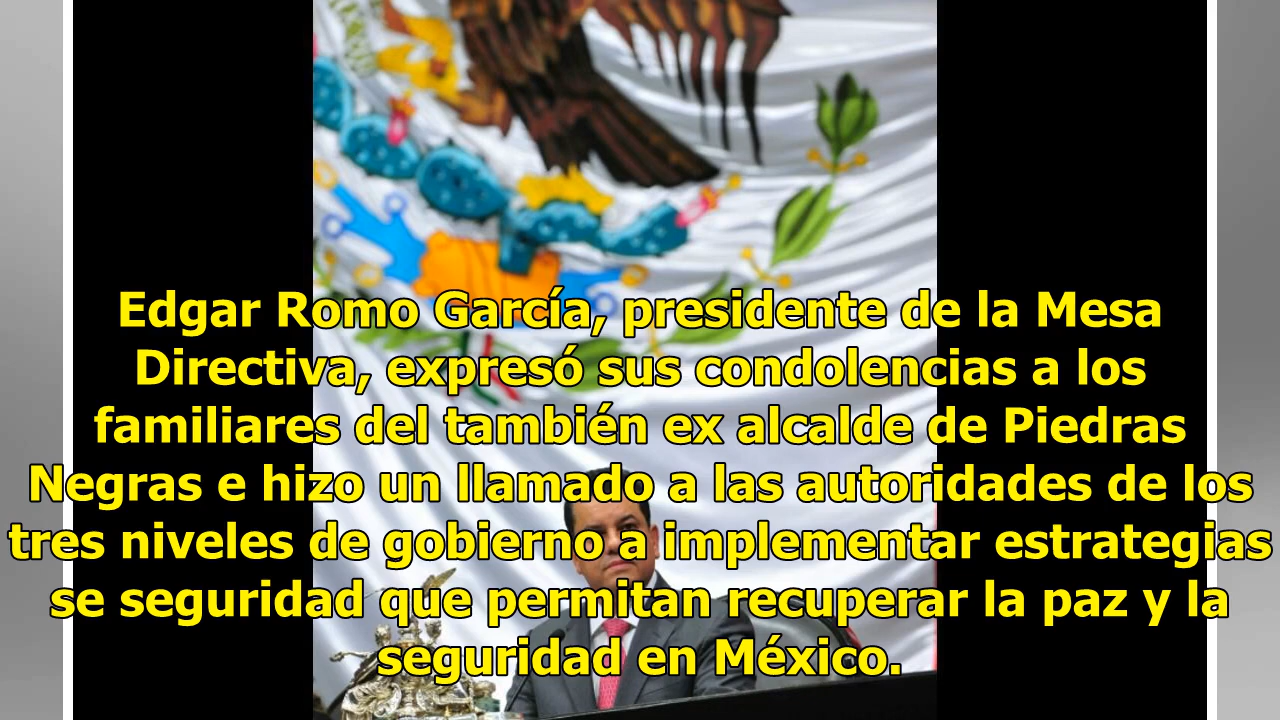 Edgar Romo García, presidente de la Mesa
Directiva, expresó sus condolencias a los
familiares del también ex alcalde de Piedras
Negras e hizo un llamado a las autoridades de los
tres niveles de gobierno a implementar estrategias
se seguridad que permitan recuperar la paz y la
seguridad en México.